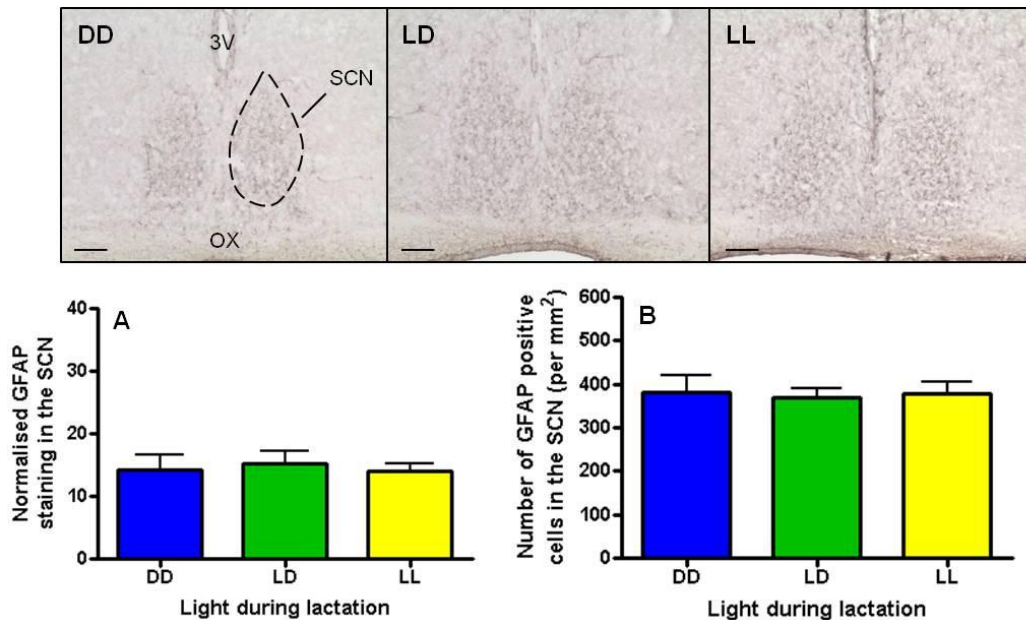 DD
3V
SCN
OX
LD
LL
A
Normalised GFAP
staining in the SCN
40
30
20
10
0
DD
LD
LL
Light during lactation
B
Number of GFAP positive
cells in the SCN (per mm²)
600
500
400
300
200
100
0
DD
LD
LL
Light during lactation